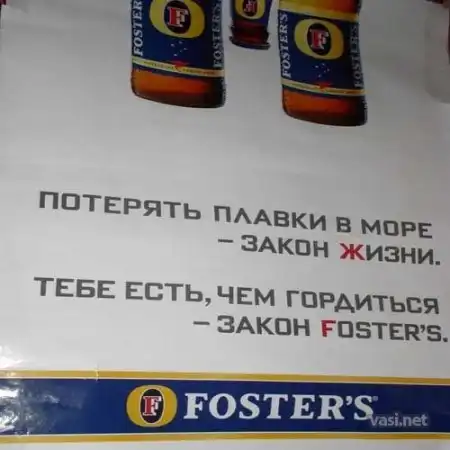 FOSTER'S
FOSTER'S
ПОТЕРЯТЬ ПЛАВКИ В МОРЕ
– ЗАКОН ЖИЗНИ.
ТЕБЕ ЕСТЬ, ЧЕМ ГОРДИТЬСЯ
– ЗАКОН FOSTER'S.
F FOSTER'S
vasi.net